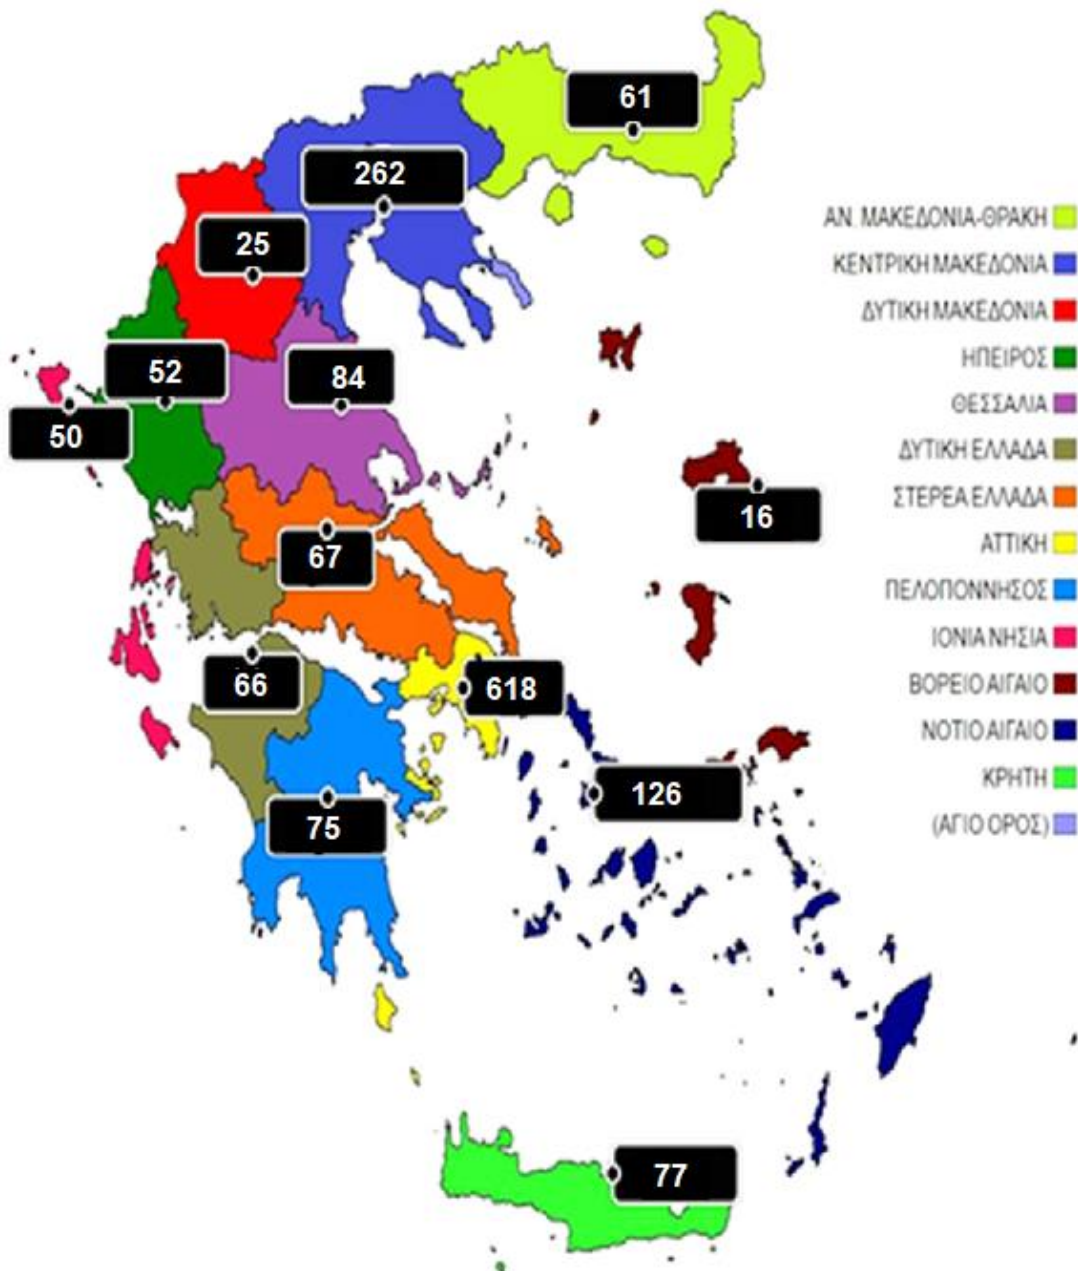 61
262
25
52
84
50
16
67
66
618
126
75
77
ΑΝ. ΜΑΚΕΔΟΝΙΑ-ΘΡΑΚΗ
ΚΕΝΤΡΙΚΗ ΜΑΚΕΔΟΝΙΑ
ΔΥΤΙΚΗ ΜΑΚΕΔΟΝΙΑ
ΗΠΕΙΡΟΣ
ΘΕΣΣΑΛΙΑ
ΔΥΤΙΚΗ ΕΛΛΑΔΑ
ΣΤΕΡΕΑ ΕΛΛΑΔΑ
ΑΤΤΙΚΗ
ΠΕΛΟΠΟΝΝΗΣΟΣ
ΙΟΝΙΑ ΝΗΣΙΑ
ΒΟΡΕΙΟ ΑΙΓΑΙΟ
ΝΟΤΙΟ ΑΙΓΑΙΟ
ΚΡΗΤΗ
(ΑΓΙΟ ΟΡΟΣ)